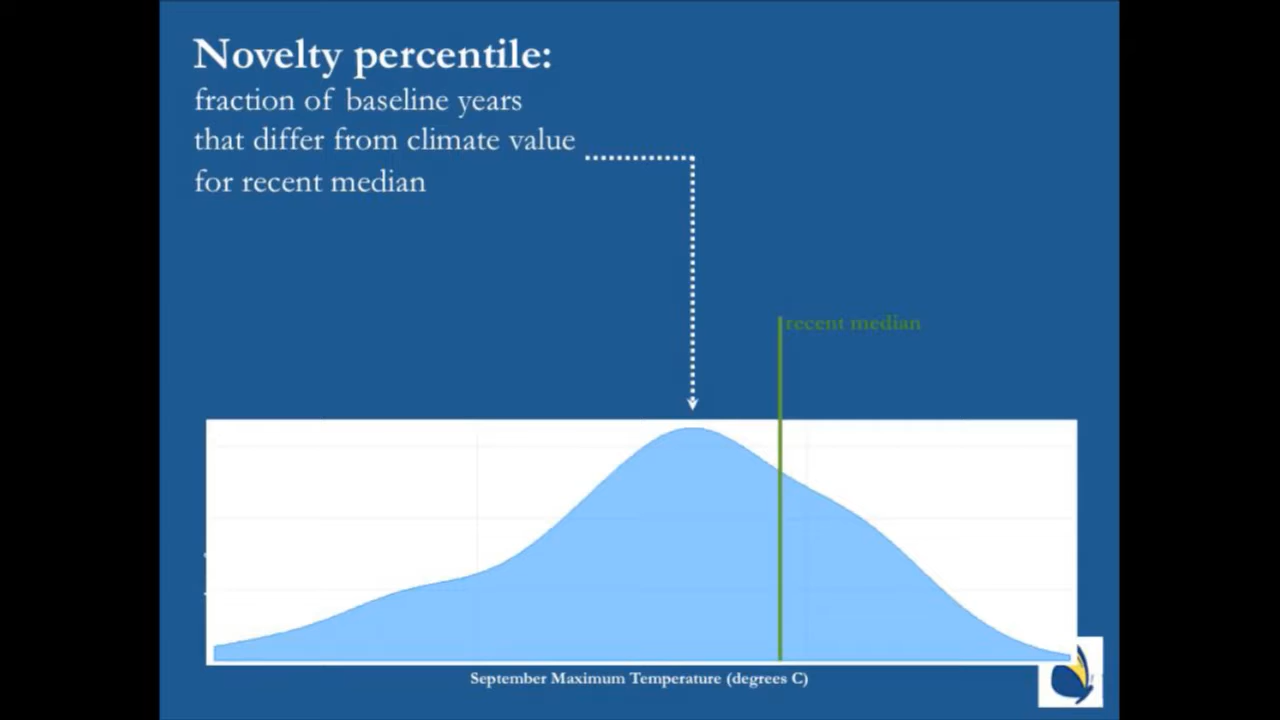 Novelty percentile:
fraction of baseline years
that differ from climate value
for recent median
recent median
September Maximum Temperature (degrees C)